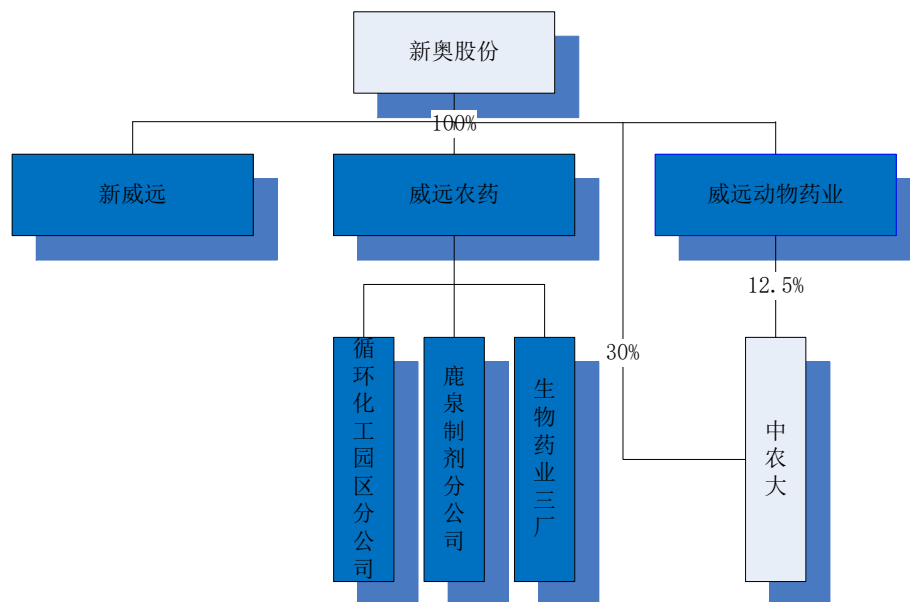 新奥股份
100%
新威远
威远农药
威远动物药业
12.5%
30%
循环化工园区分公司
鹿泉制剂分公司
生物药业三厂
中农大